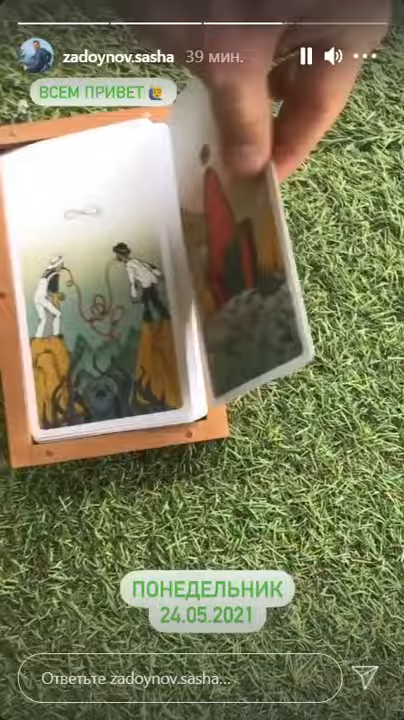 zadoynov.sasha 39 мин.
ВСЕМ ПРИВЕТ 🙋‍♂️
ПОНЕДЕЛЬНИК
24.05.2021
Ответьте zadoynov.sasha...